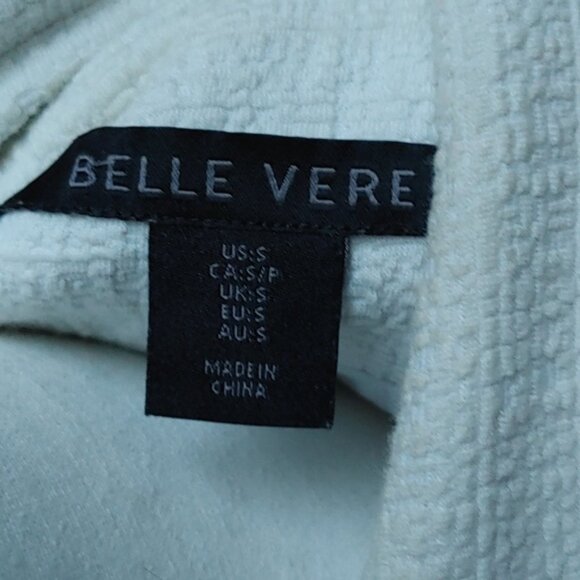 BELLE VERE
US:S
CA:S/P
UK:S
EU:S
AU:S
MADE IN
CHINA